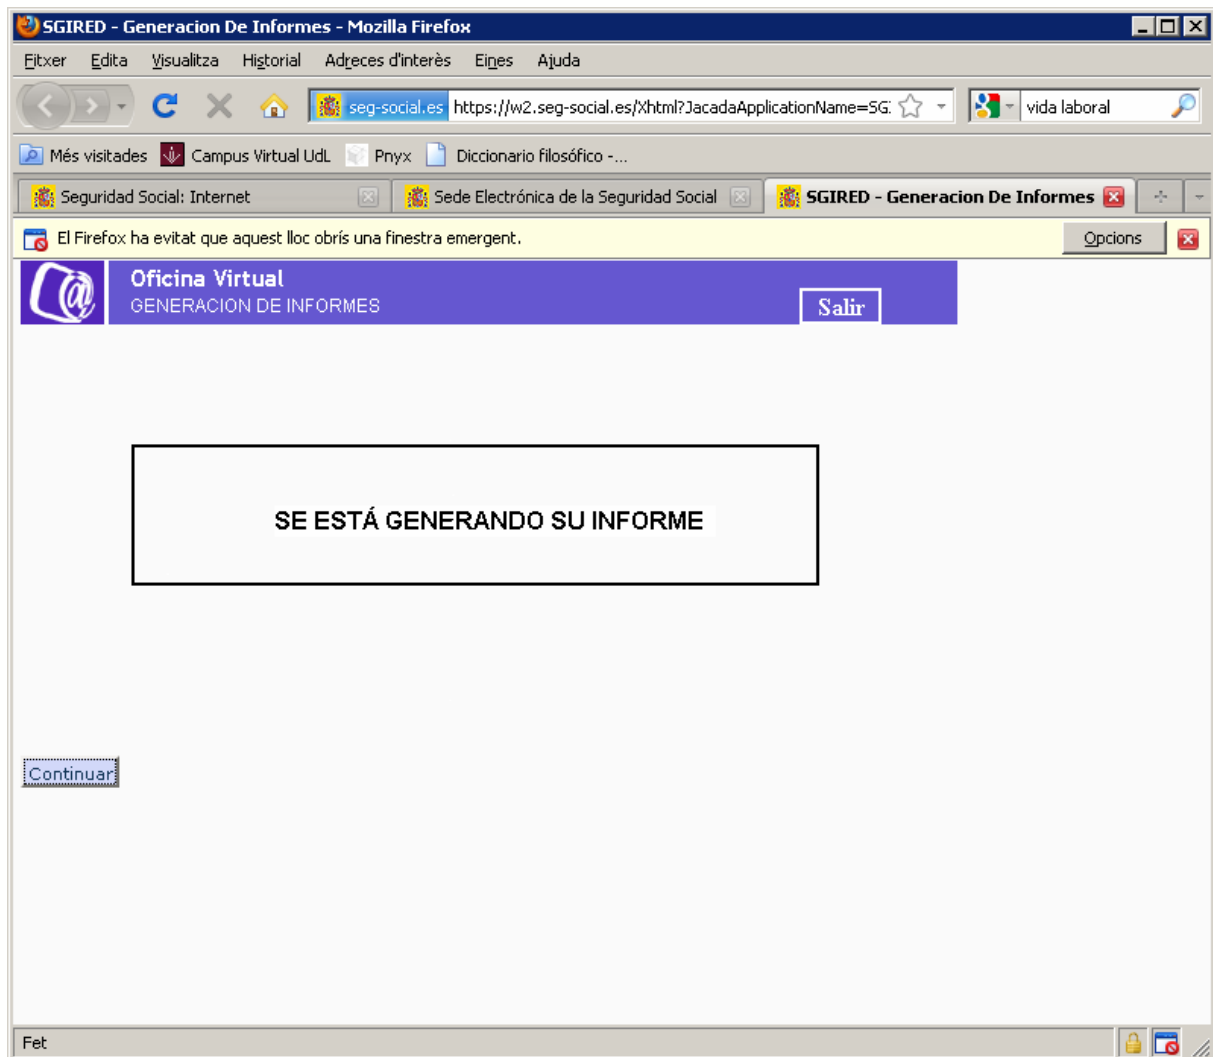 SGIRED - Generacion De Informes - Mozilla Firefox
Fitxer Edita Visualitza Historial Adreces d'interès Eines Ajuda
seg-social.es https://w2.seg-social.es/Xhtml?JacadaApplicationName=SG: vida laboral
Més visitades Campus Virtual UdL Pnyx Diccionario filosófico -...
Seguridad Social: Internet Sede Electrónica de la Seguridad Social SGIRED - Generacion De Informes
El Firefox ha evitat que aquest lloc obrís una finestra emergent. Opcions
Oficina Virtual
GENERACION DE INFORMES
Salir
SE ESTÁ GENERANDO SU INFORME
Continuar
Fet